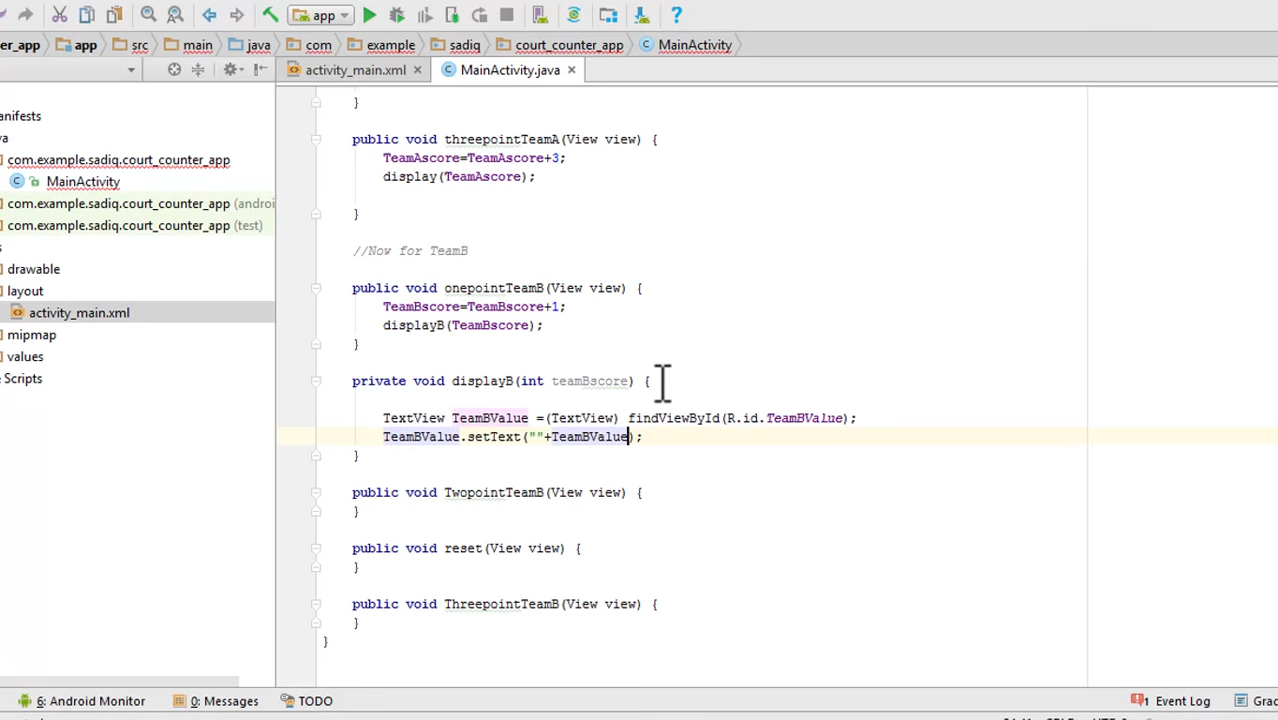 app
er_app app src main java com example sadiq court_counter_app MainActivity
activity_main.xml MainActivity.java
anifests
va
com.example.sadiq.court_counter_app
MainActivity
com.example.sadiq.court_counter_app (androi
com.example.sadiq.court_counter_app (test)
s
drawable
layout
activity_main.xml
mipmap
values
e Scripts
}
public void threepointTeamA(View view) {
TeamAscore=TeamAscore+3;
display(TeamAscore);
}
//Now for TeamB
public void onepointTeamB(View view) {
TeamBscore=TeamBscore+1;
displayB(TeamBscore);
}
private void displayB(int teamBscore) {
TextView TeamBValue =(TextView) findViewById(R.id.TeamBValue);
TeamBValue.setText(""+TeamBValue);
}
public void TwopointTeamB(View view) {
}
public void reset(View view) {
}
public void ThreepointTeamB(View view) {
}
}
6: Android Monitor 0: Messages TODO 1 Event Log Grad